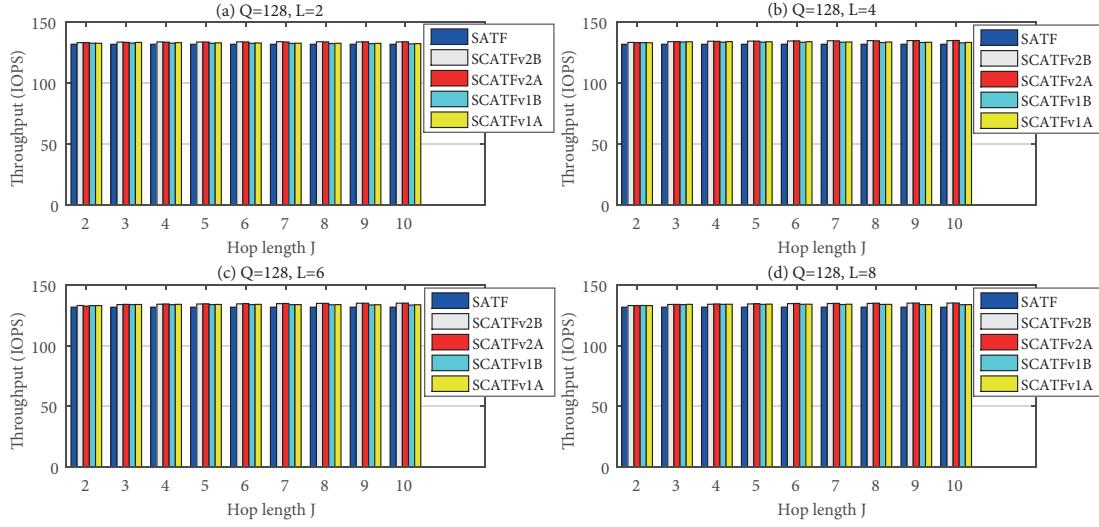 (a) Q=128, L=2
150
100
50
0
Throughput (IOPS)
2 3 4 5 6 7 8 9 10
Hop length J
SATF
SCATFv2B
SCATFv2A
SCATFv1B
SCATFv1A
(b) Q=128, L=4
150
100
50
0
Throughput (IOPS)
2 3 4 5 6 7 8 9 10
Hop length J
SATF
SCATFv2B
SCATFv2A
SCATFv1B
SCATFv1A
(c) Q=128, L=6
150
100
50
0
Throughput (IOPS)
2 3 4 5 6 7 8 9 10
Hop length J
SATF
SCATFv2B
SCATFv2A
SCATFv1B
SCATFv1A
(d) Q=128, L=8
150
100
50
0
Throughput (IOPS)
2 3 4 5 6 7 8 9 10
Hop length J
SATF
SCATFv2B
SCATFv2A
SCATFv1B
SCATFv1A